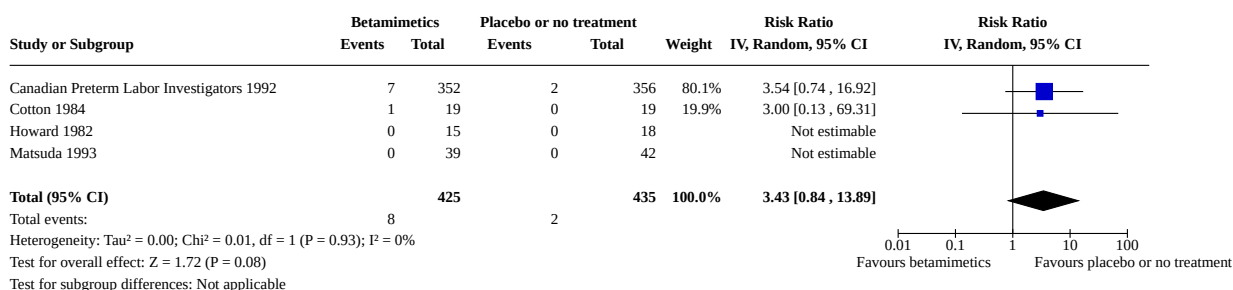 Betamimetics Placebo or no treatment Risk Ratio Risk Ratio
Study or Subgroup Events Total Events Total Weight IV, Random, 95% CI IV, Random, 95% CI
Canadian Preterm Labor Investigators 1992 7 352 2 356 80.1% 3.54 [0.74 , 16.92]
Cotton 1984 1 19 0 19 19.9% 3.00 [0.13 , 69.31]
Howard 1982 0 15 0 18 Not estimable
Matsuda 1993 0 39 0 42 Not estimable
Total (95% CI) 425 435 100.0% 3.43 [0.84 , 13.89]
Total events: 8 2
Heterogeneity: Tau² = 0.00; Chi² = 0.01, df = 1 (P = 0.93); I² = 0% 0.01 0.1 1 10 100
Test for overall effect: Z = 1.72 (P = 0.08) Favours betamimetics Favours placebo or no treatment
Test for subgroup differences: Not applicable